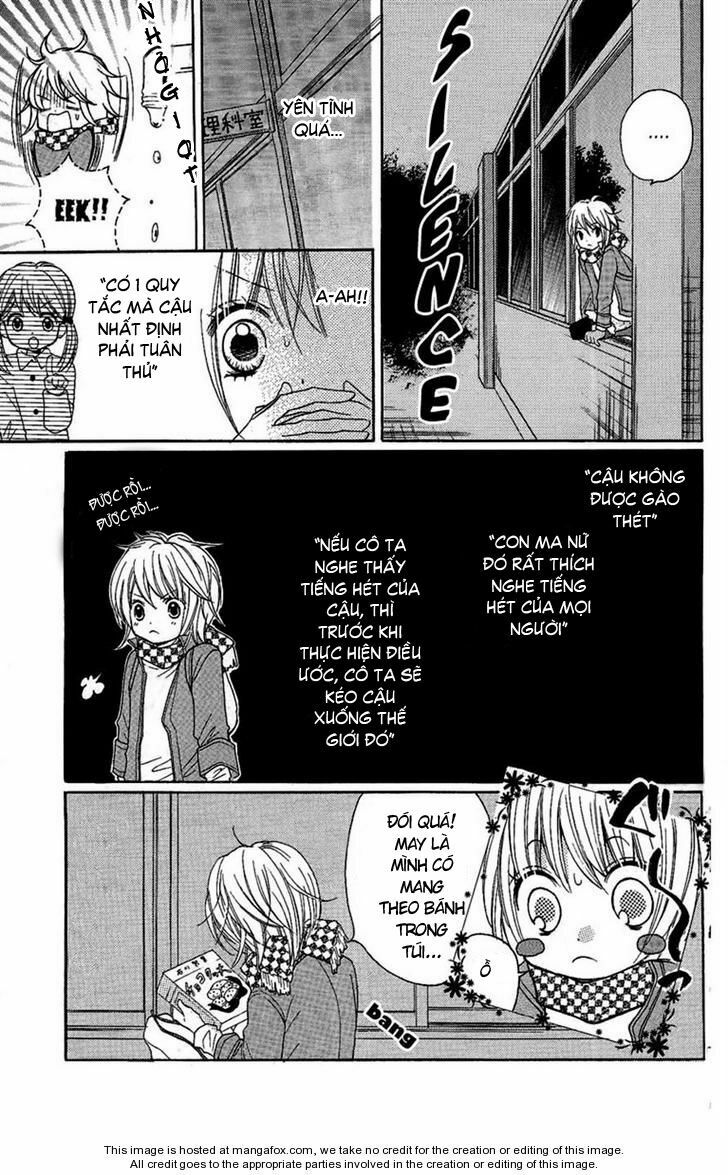 ....
SILENCE
YÊN TĨNH
QUÁ...
理科室
NHỎ GIỌT
EEK!!
A-AH!!
"CÓ 1 QUY
TẮC MÀ CẬU
NHẤT ĐỊNH
PHẢI TUÂN
THỦ"
"CẬU KHÔNG
ĐƯỢC GÀO
THÉT"
"CON MA NỮ
ĐÓ RẤT THÍCH
NGHE TIẾNG
HÉT CỦA MỌI
NGƯỜI"
"NẾU CÔ TA
NGHE THẤY
TIẾNG HÉT CỦA
CẬU, THÌ
TRƯỚC KHI
THỰC HIỆN ĐIỀU
ƯỚC, CÔ TA SẼ
KÉO CẬU
XUỐNG THẾ
GIỚI ĐÓ"
ĐƯỢC RỒI...
ĐƯỢC RỒI...
Ồ
ĐÓI QUÁ!
MAY LÀ
MÌNH CÓ
MANG
THEO BÁNH
TRONG
TÚI...
bang
This image is hosted at mangafox.com, we take no credit for the creation or editing of this image.
All credit goes to the appropriate parties involved in creation or editing of this image.